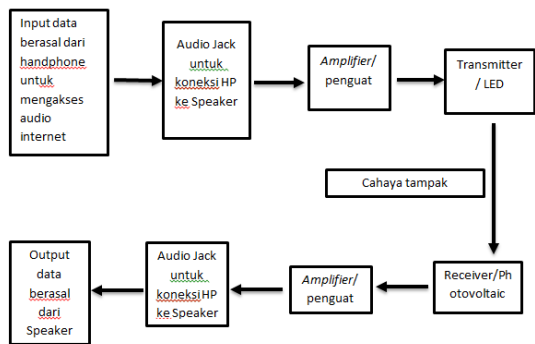 Input data
berasal dari
handphone
untuk
mengakses
audio
internet
Audio Jack
untuk
koneksi HP
ke Speaker
Amplifier/
penguat
Transmitter
/ LED
Cahaya tampak
Receiver/Ph
otovoltaic
Amplifier/
penguat
Audio Jack
untuk
koneksi HP
ke Speaker
Output
data
berasal
dari
Speaker